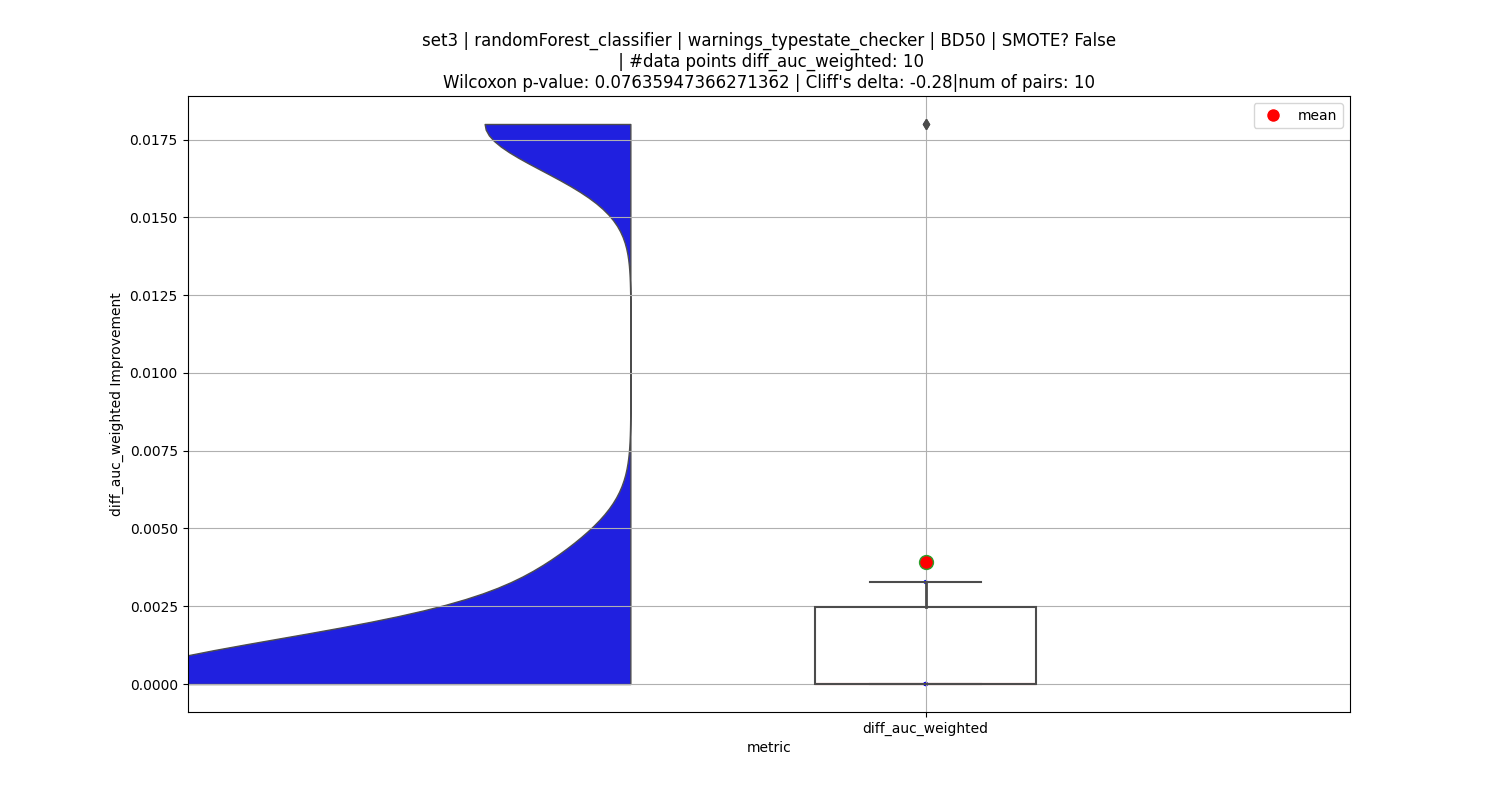 set3 | randomForest_classifier | warnings_typestate_checker | BD50 | SMOTE? False
| #data points diff_auc_weighted: 10
Wilcoxon p-value: 0.07635947366271362 | Cliff's delta: -0.28|num of pairs: 10
mean
0.0175
0.0150
0.0125
0.0100
0.0075
0.0050
0.0025
0.0000
diff_auc_weighted Improvement
diff_auc_weighted
metric